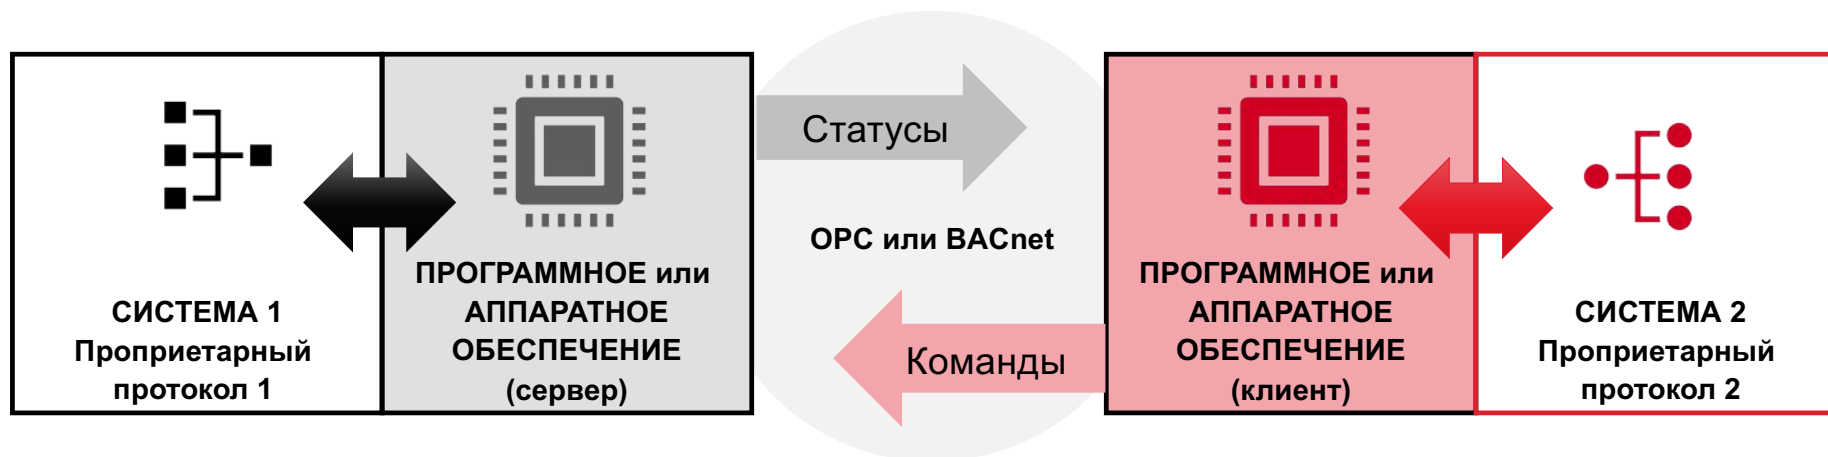 СИСТЕМА 1
Проприетарный
протокол 1
ПРОГРАММНОЕ или
АППАРАТНОЕ
ОБЕСПЕЧЕНИЕ
(сервер)
Статусы
OPC или BACnet
Команды
ПРОГРАММНОЕ или
АППАРАТНОЕ
ОБЕСПЕЧЕНИЕ
(клиент)
СИСТЕМА 2
Проприетарный
протокол 2